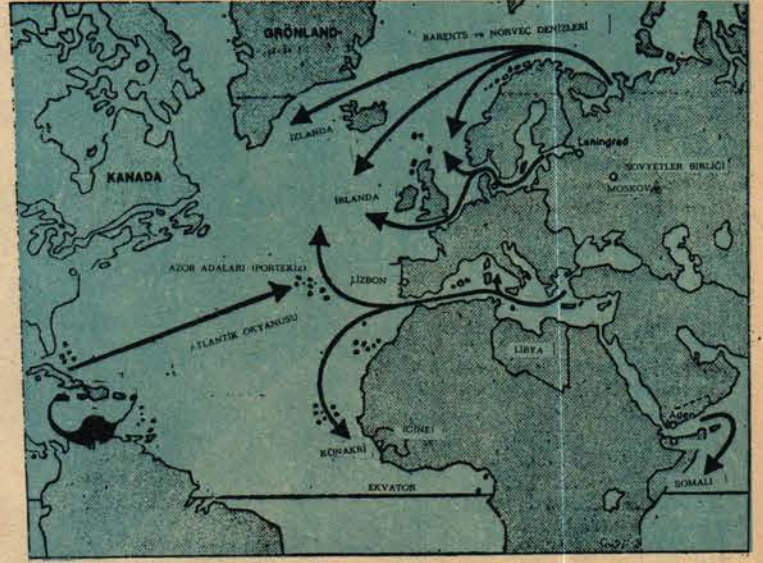 GRÖNLAND
BARENTS ve NORVEÇ DENİZLERİ
İZLANDA
Leningrad
KANADA
SOVYETLER BİRLİĞİ
MOSKOVA
İRLANDA
AZOR ADALARI (PORTEKİZ)
LİZBON
ATLANTİK OKYANUSU
LİBYA
Aden
(GİNE)
KONAKRİ
SOMALİ
EKVATOR